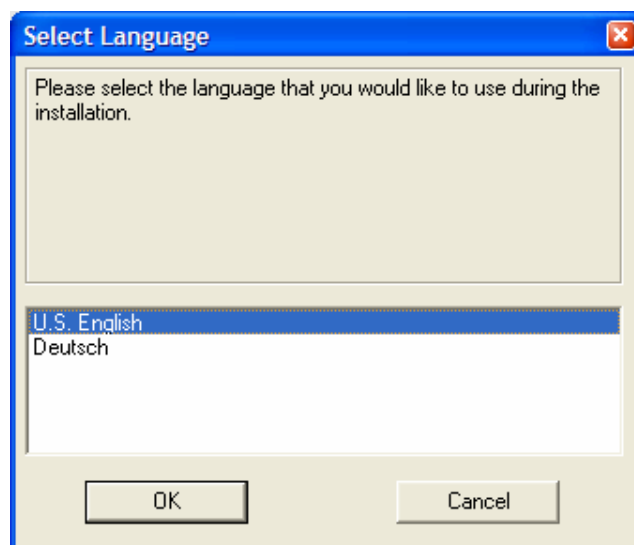 Select Language
Please select the language that you would like to use during the
installation.
U.S. English
Deutsch
OK
Cancel